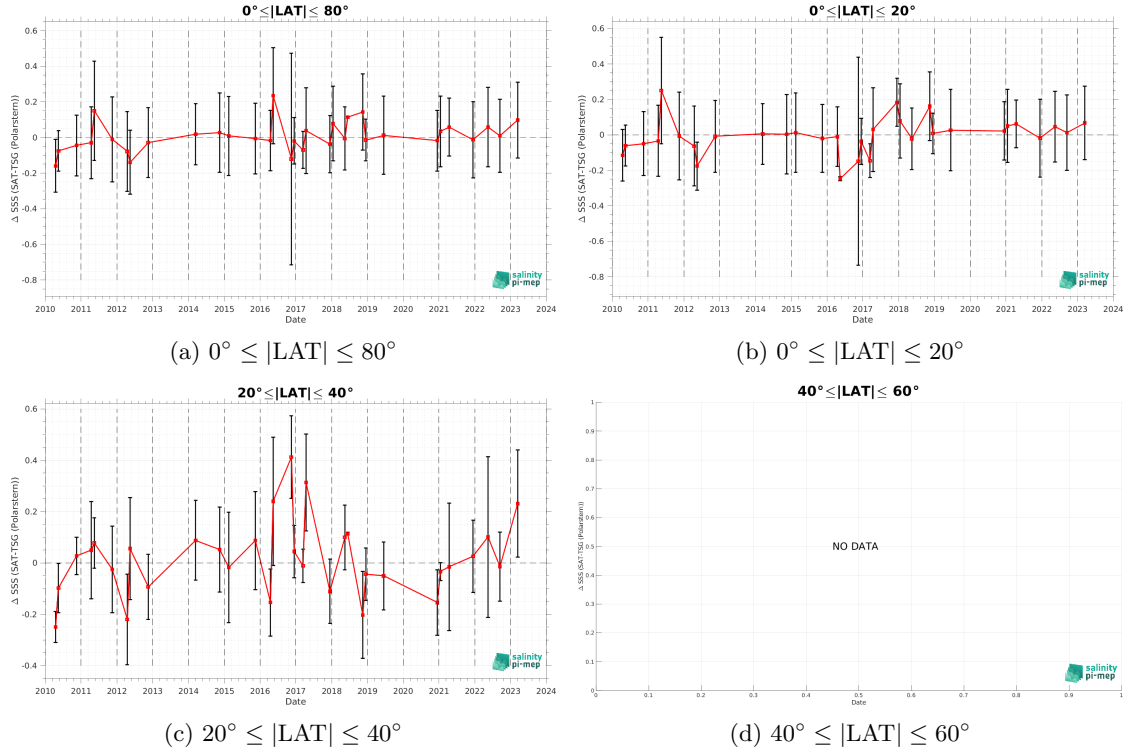 0°≤|LAT|≤ 80°
Δ SSS (SAT-TSG (Polarstern))
0.8
0.6
0.4
0.2
0
-0.2
-0.4
-0.6
-0.8
2010 2011 2012 2013 2014 2015 2016 2017 2018 2019 2020 2021 2022 2023 2024
Date
salinity
pi-mep
(a) 0° ≤ |LAT| ≤ 80°
0°≤|LAT|≤ 20°
Δ SSS (SAT-TSG (Polarstern))
0.6
0.4
0.2
0
-0.2
-0.4
-0.6
-0.8
2010 2011 2012 2013 2014 2015 2016 2017 2018 2019 2020 2021 2022 2023 2024
Date
salinity
pi-mep
(b) 0° ≤ |LAT| ≤ 20°
20°≤|LAT|≤ 40°
Δ SSS (SAT-TSG (Polarstern))
0.6
0.4
0.2
0
-0.2
-0.4
2010 2011 2012 2013 2014 2015 2016 2017 2018 2019 2020 2021 2022 2023 2024
Date
salinity
pi-mep
(c) 20° ≤ |LAT| ≤ 40°
40°≤|LAT|≤ 60°
Δ SSS (SAT-TSG (Polarstern))
1
0.9
0.8
0.7
0.6
0.5
0.4
0.3
0.2
0.1
0
NO DATA
0 0.1 0.2 0.3 0.4 0.5 0.6 0.7 0.8 0.9 1
Date
salinity
pi-mep
(d) 40° ≤ |LAT| ≤ 60°